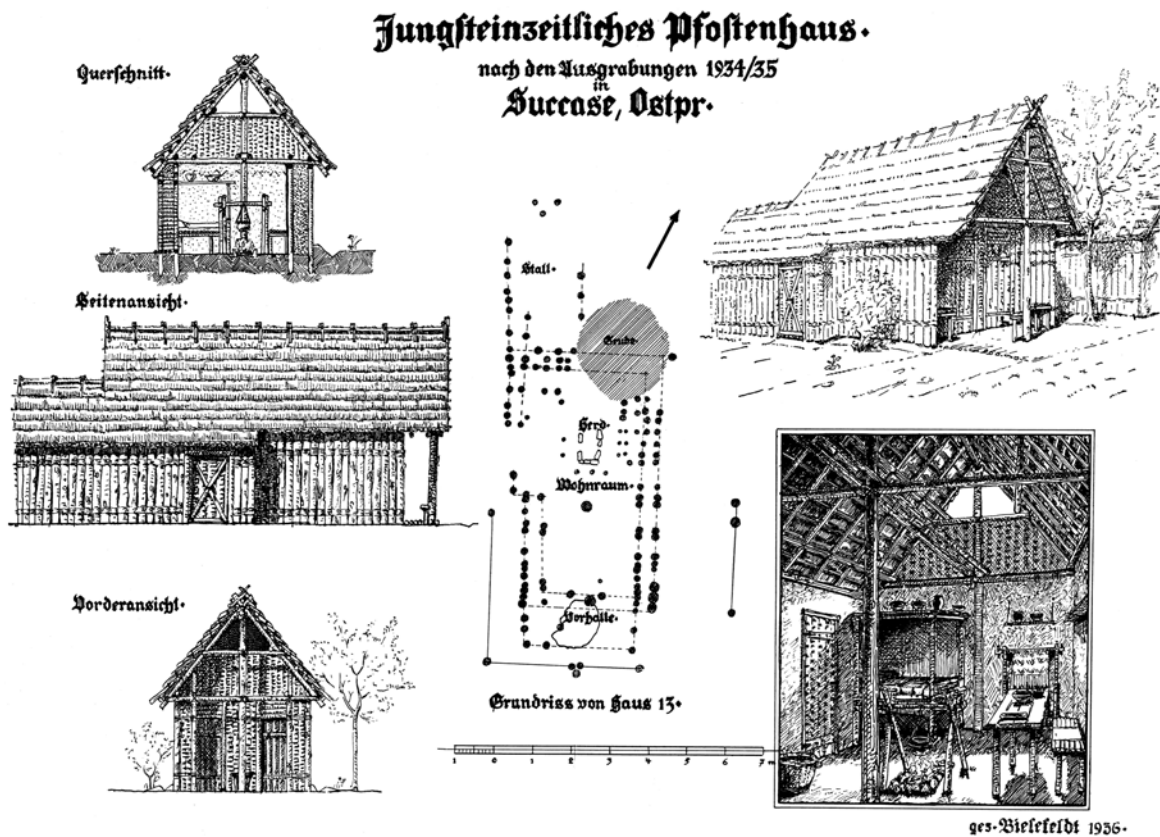 Jungsteinzeitliches Pfostenhaus.
nach den Ausgrabungen 1934/35
in
Succase, Ostpr.
Querschnitt.
Seitenansicht.
Vorderansicht.
Stall.
Grube.
Herd.
Wohnraum.
Vorhalle.
Grundriss von Haus 13.
1 0 1 2 3 4 5 6 7 m
ges. Bielefeldt 1936.